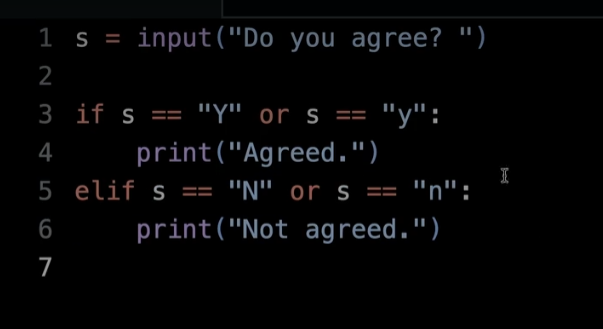 1 s = input("Do you agree? ")
2
3 if s == "Y" or s == "y":
4     print("Agreed.")
5 elif s == "N" or s == "n":
6     print("Not agreed.")
7